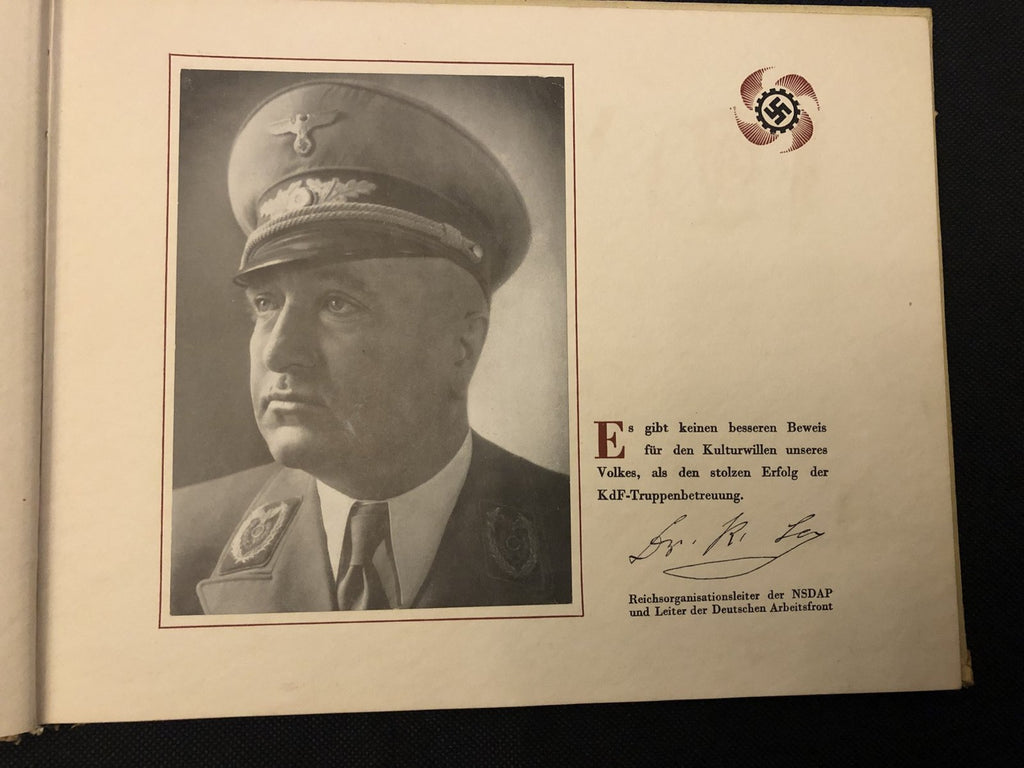 Es gibt keinen besseren Beweis
für den Kulturwillen unseres
Volkes, als den stolzen Erfolg der
KdF-Truppenbetreuung.
Dr. R. Ley
Reichsorganisationsleiter der NSDAP
und Leiter der Deutschen Arbeitsfront